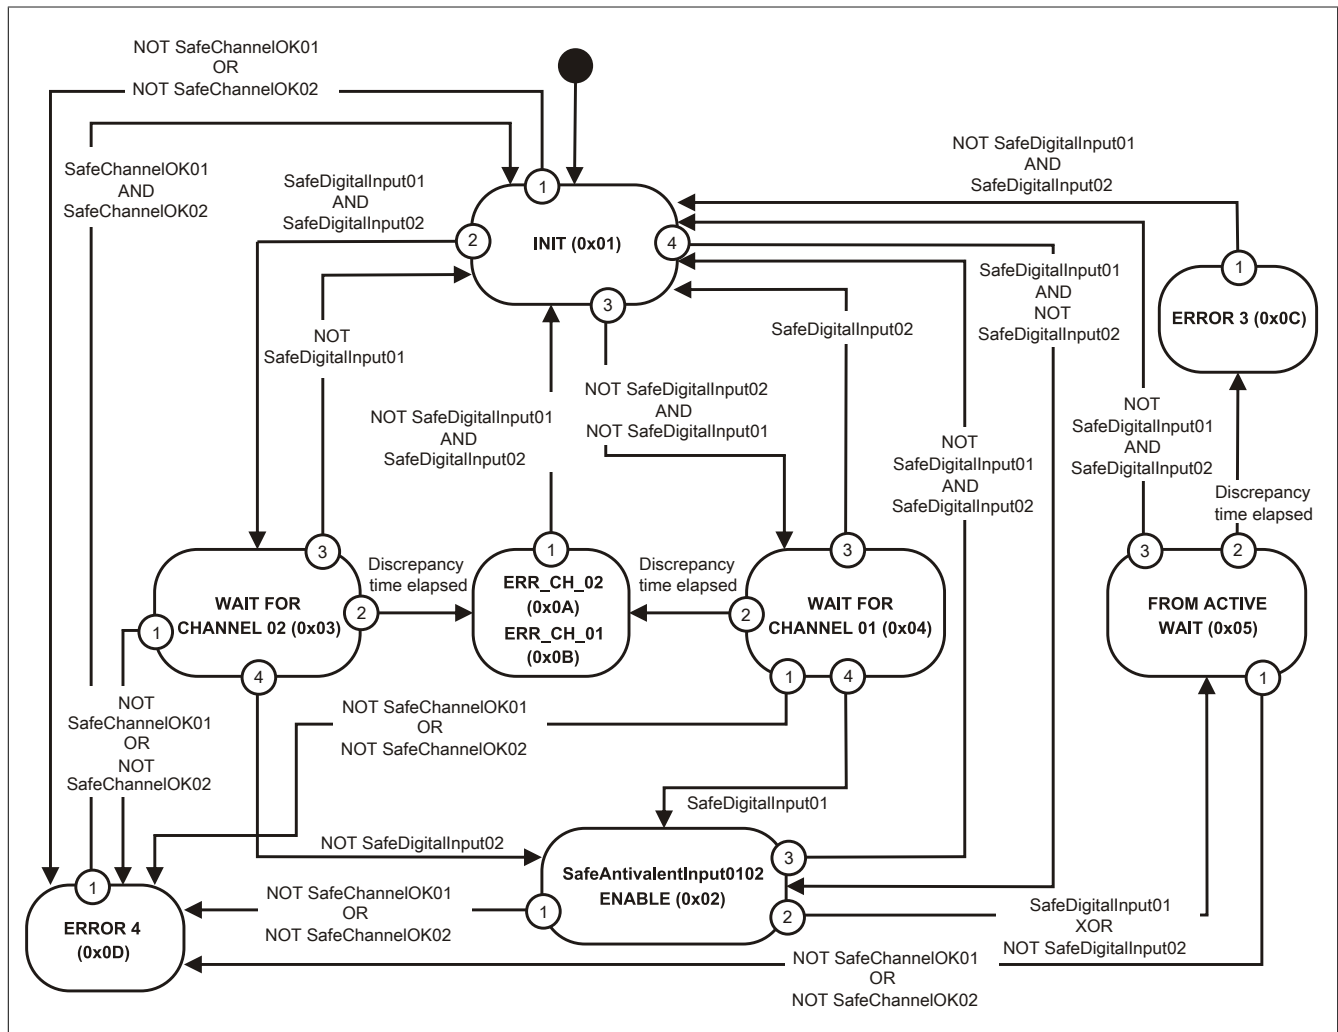 NOT SafeChannelOK01
OR
NOT SafeChannelOK02
SafeChannelOK01
AND
SafeChannelOK02
SafeDigitalInput01
AND
SafeDigitalInput02
1
2
INIT (0x01)
4
3
NOT SafeDigitalInput01
AND
SafeDigitalInput02
SafeDigitalInput01
AND
NOT
SafeDigitalInput02
1
ERROR 3 (0x0C)
NOT
SafeDigitalInput01
SafeDigitalInput02
NOT SafeDigitalInput02
AND
NOT SafeDigitalInput01
NOT SafeDigitalInput01
AND
SafeDigitalInput02
NOT
SafeDigitalInput01
AND
SafeDigitalInput02
NOT
SafeDigitalInput01
AND
SafeDigitalInput02
Discrepancy
time elapsed
3
WAIT FOR
CHANNEL 02 (0x03)
1
2
4
Discrepancy
time elapsed
1
ERR_CH_02
(0x0A)
ERR_CH_01
(0x0B)
Discrepancy
time elapsed
3
2
WAIT FOR
CHANNEL 01 (0x04)
1
4
3
2
FROM ACTIVE
WAIT (0x05)
1
NOT
SafeChannelOK01
OR
NOT
SafeChannelOK02
NOT SafeChannelOK01
OR
NOT SafeChannelOK02
SafeDigitalInput01
NOT SafeDigitalInput02
3
SafeAntivalentInput0102
ENABLE (0x02)
1
2
1
ERROR 4
(0x0D)
NOT SafeChannelOK01
OR
NOT SafeChannelOK02
SafeDigitalInput01
XOR
NOT SafeDigitalInput02
NOT SafeChannelOK01
OR
NOT SafeChannelOK02